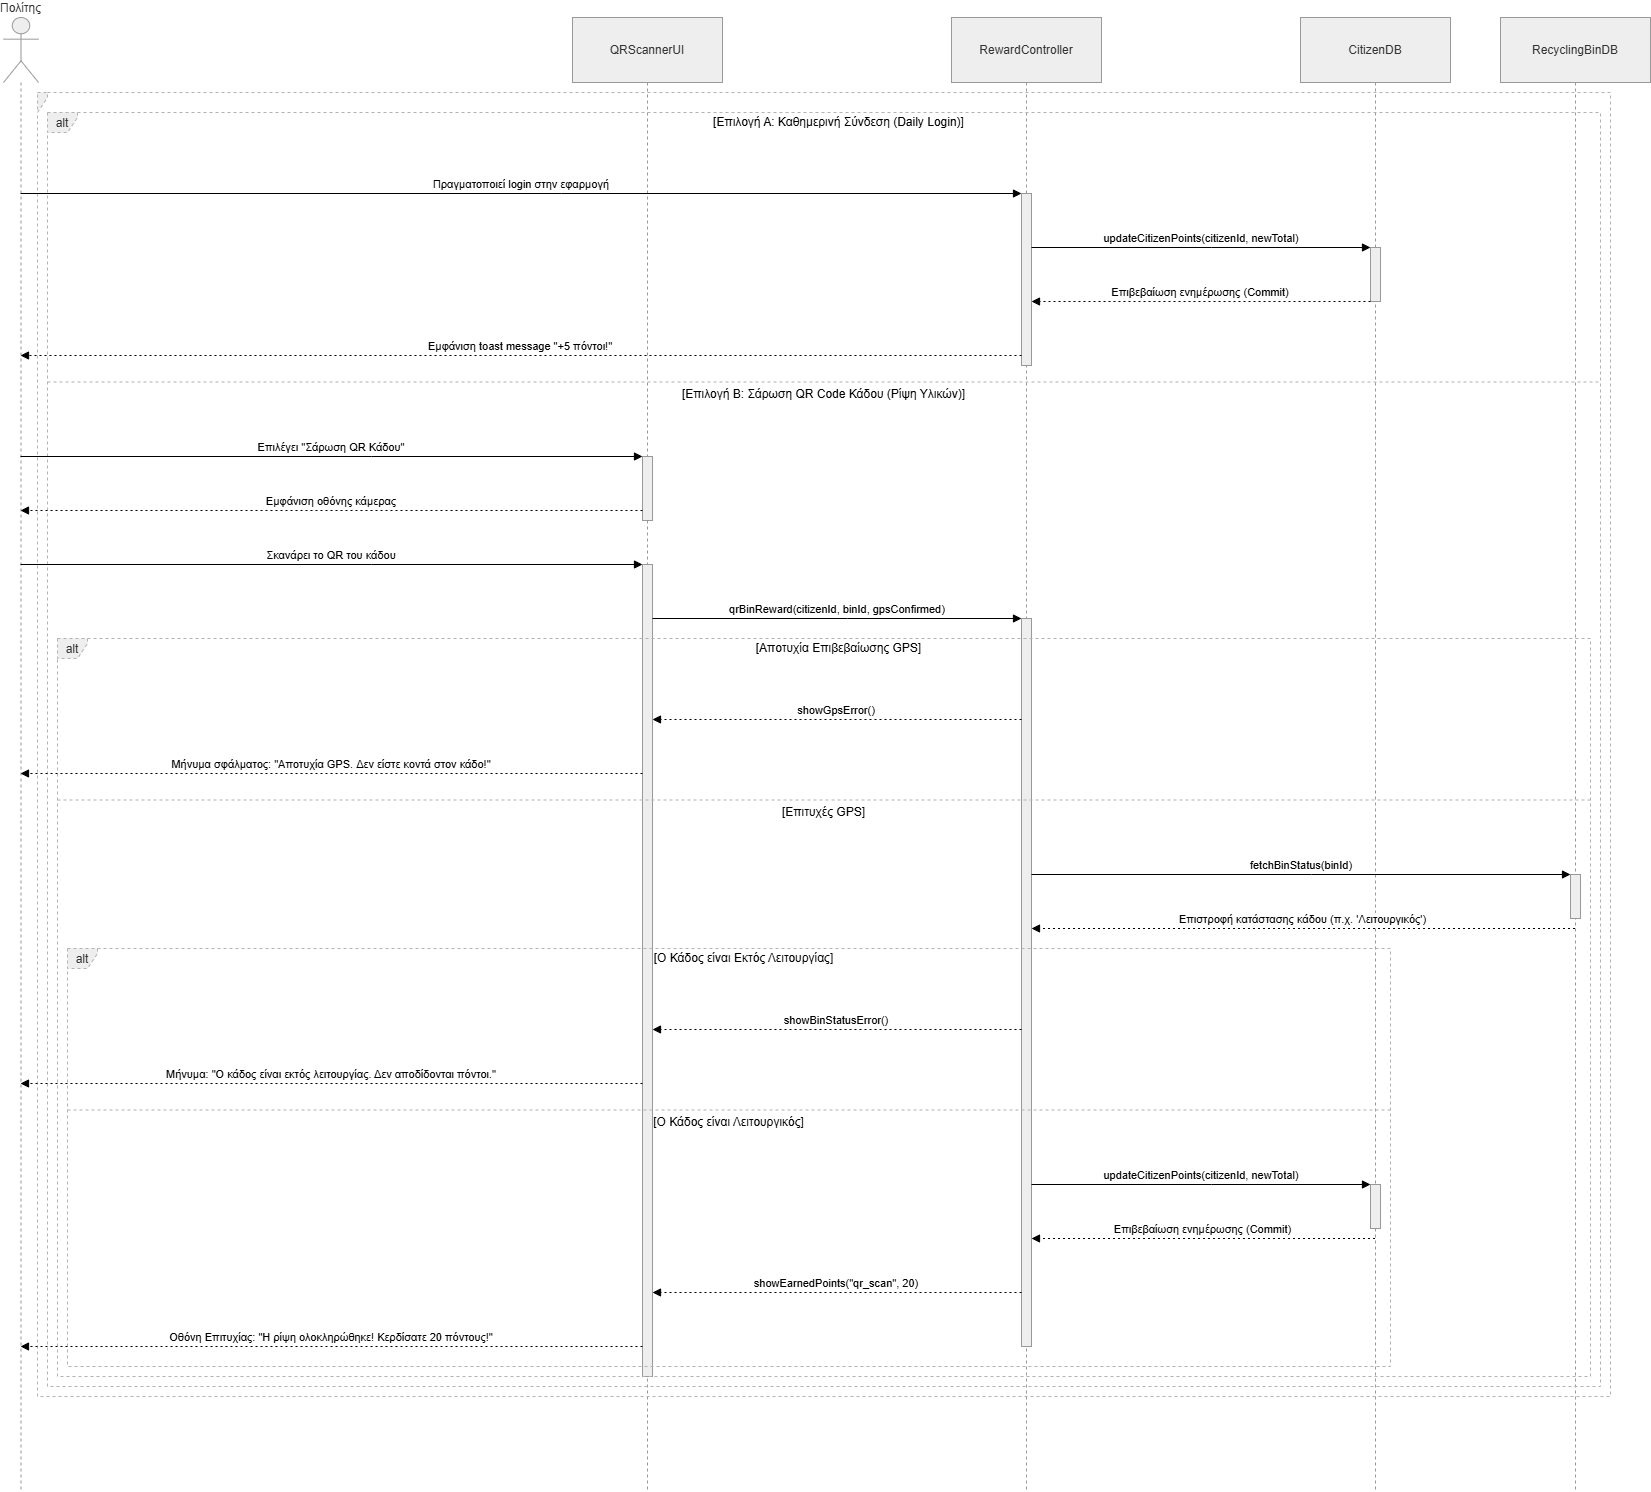 Πολίτης
QRScannerUI
RewardController
CitizenDB
RecyclingBinDB
alt
[Επιλογή Α: Καθημερινή Σύνδεση (Daily Login)]
Πραγματοποιεί login στην εφαρμογή
updateCitizenPoints(citizenId, newTotal)
Επιβεβαίωση ενημέρωσης (Commit)
Εμφάνιση toast message "+5 πόντοι!"
[Επιλογή Β: Σάρωση QR Code Κάδου (Ρίψη Υλικών)]
Επιλέγει "Σάρωση QR Κάδου"
Εμφάνιση οθόνης κάμερας
Σκανάρει το QR του κάδου
qrBinReward(citizenId, binId, gpsConfirmed)
alt
[Αποτυχία Επιβεβαίωσης GPS]
showGpsError()
Μήνυμα σφάλματος: "Αποτυχία GPS. Δεν είστε κοντά στον κάδο!"
[Επιτυχές GPS]
fetchBinStatus(binId)
Επιστροφή κατάστασης κάδου (π.χ. 'Λειτουργικός')
alt
[Ο Κάδος είναι Εκτός Λειτουργίας]
showBinStatusError()
Μήνυμα: "Ο κάδος είναι εκτός λειτουργίας. Δεν αποδίδονται πόντοι."
[Ο Κάδος είναι Λειτουργικός]
updateCitizenPoints(citizenId, newTotal)
Επιβεβαίωση ενημέρωσης (Commit)
showEarnedPoints("qr_scan", 20)
Οθόνη Επιτυχίας: "Η ρίψη ολοκληρώθηκε! Κερδίσατε 20 πόντους!"